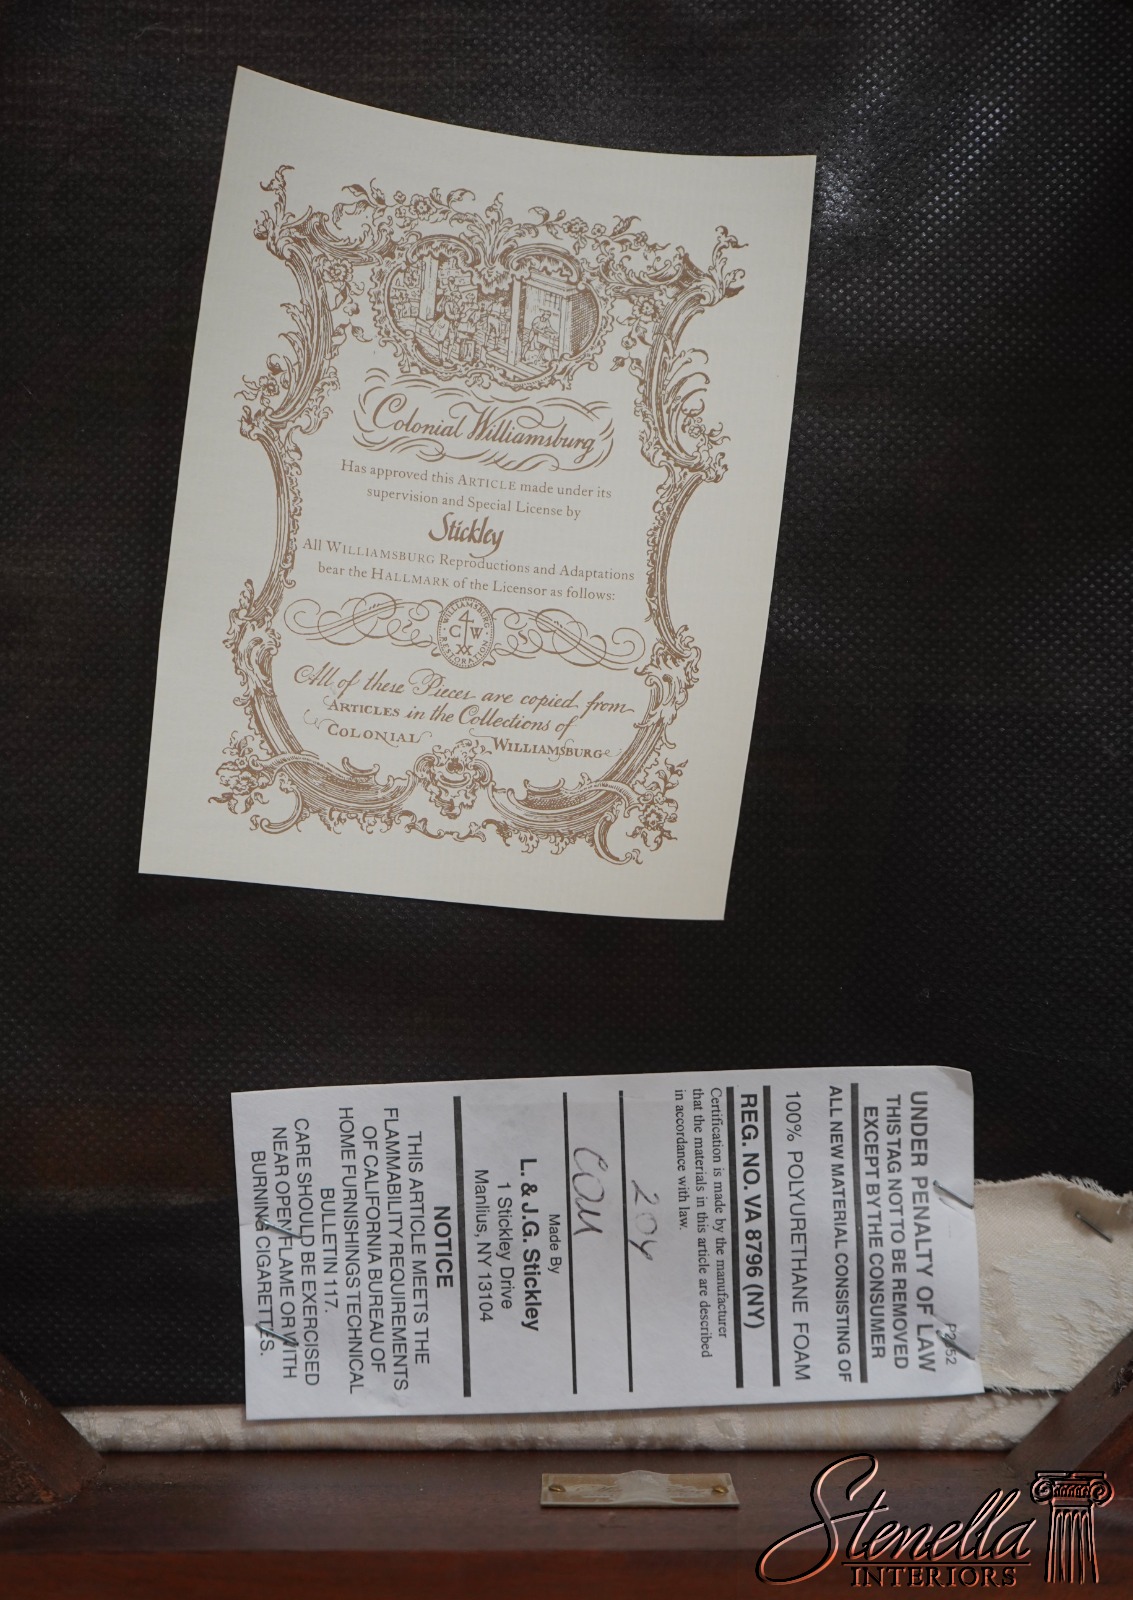 Colonial Williamsburg
Has approved this ARTICLE made under its
supervision and Special License by
Stickley
All WILLIAMSBURG Reproductions and Adaptations
bear the HALLMARK of the Licensor as follows:
WILLIAMSBURG
C W
RESTORATION
All of these Pieces are copied from
ARTICLES in the Collections of
COLONIAL WILLIAMSBURG
UNDER PENALTY OF LAW
THIS TAG NOT TO BE REMOVED
EXCEPT BY THE CONSUMER
ALL NEW MATERIAL CONSISTING OF
100% POLYURETHANE FOAM
REG. NO. VA 8796 (NY)
Certification is made by the manufacturer
that the materials in this article are described
in accordance with law.
204
Made By
L. & J.G. Stickley
1 Stickley Drive
Manlius, NY 13104
NOTICE
THIS ARTICLE MEETS THE
FLAMMABILITY REQUIREMENTS
OF CALIFORNIA BUREAU OF
HOME FURNISHINGS TECHNICAL
BULLETIN 117.
CARE SHOULD BE EXERCISED
NEAR OPEN FLAME OR WITH
BURNING CIGARETTES.
Stenella
INTERIORS